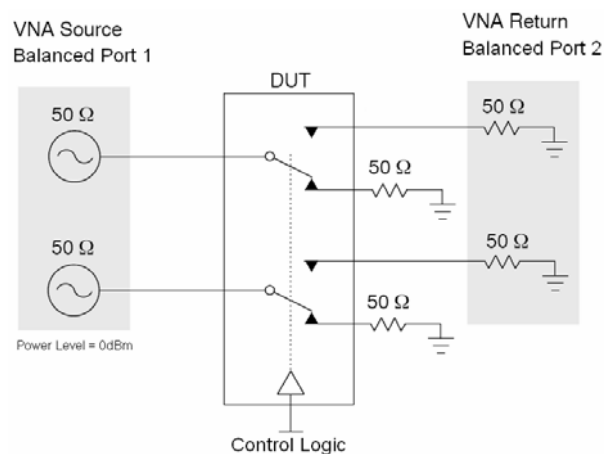 VNA Source
Balanced Port 1
VNA Return
Balanced Port 2
DUT
50 Ω
50 Ω
50 Ω
50 Ω
50 Ω
50 Ω
Power Level = 0dBm
Control Logic